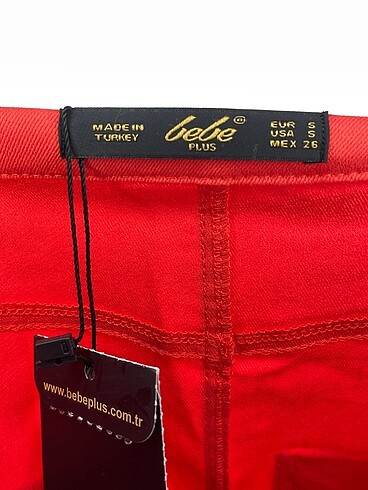 MADE IN
TURKEY
bebe®
PLUS
EUR S
USA S
MEX 26
www.bebeplus.com.tr